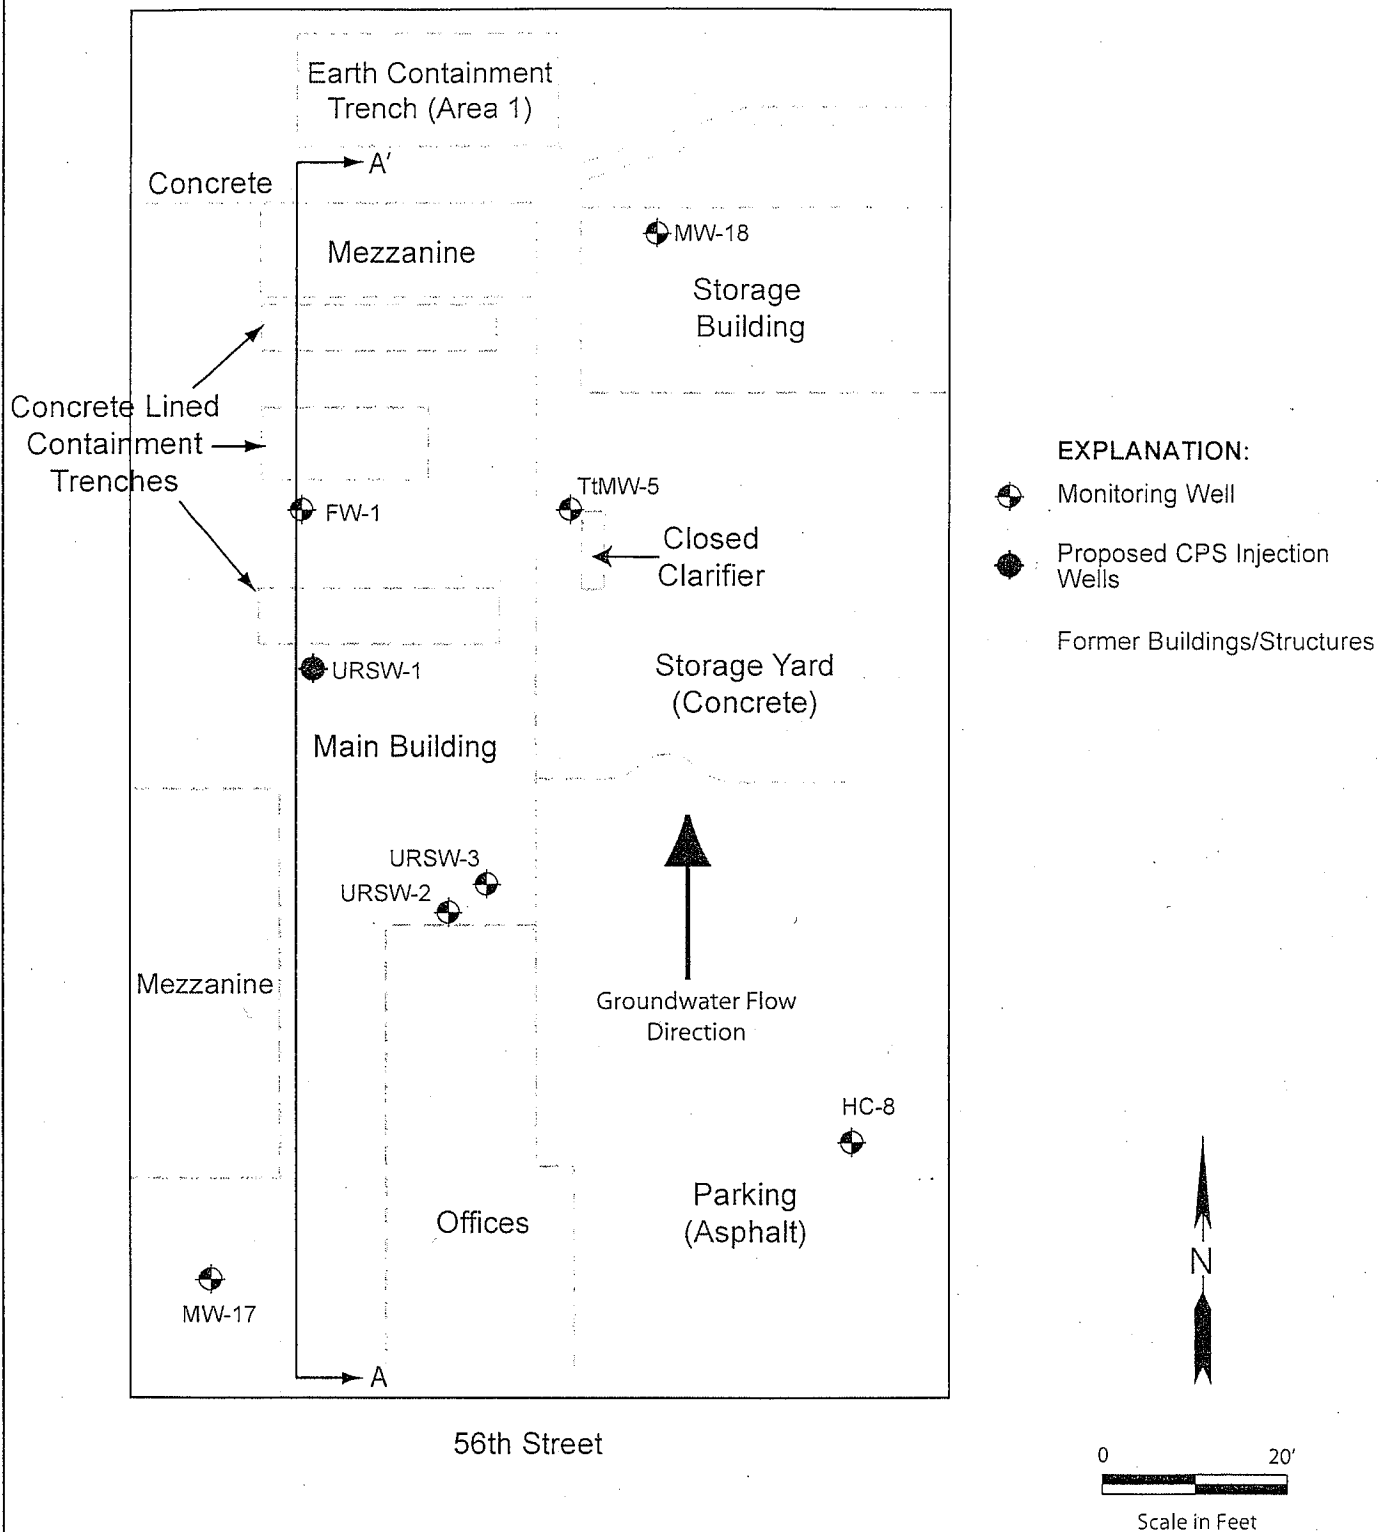 Earth Containment
Trench (Area 1)
A'
Concrete
Mezzanine
MW-18
Storage
Building
Concrete Lined
Containment
Trenches
FW-1
TtMW-5
Closed
Clarifier
URSW-1
Storage Yard
(Concrete)
Main Building
URSW-3
URSW-2
Mezzanine
Groundwater Flow
Direction
HC-8
Parking
(Asphalt)
Offices
MW-17
A
56th Street
EXPLANATION:
Monitoring Well
Proposed CPS Injection
Wells
Former Buildings/Structures
N
0 20'
Scale in Feet